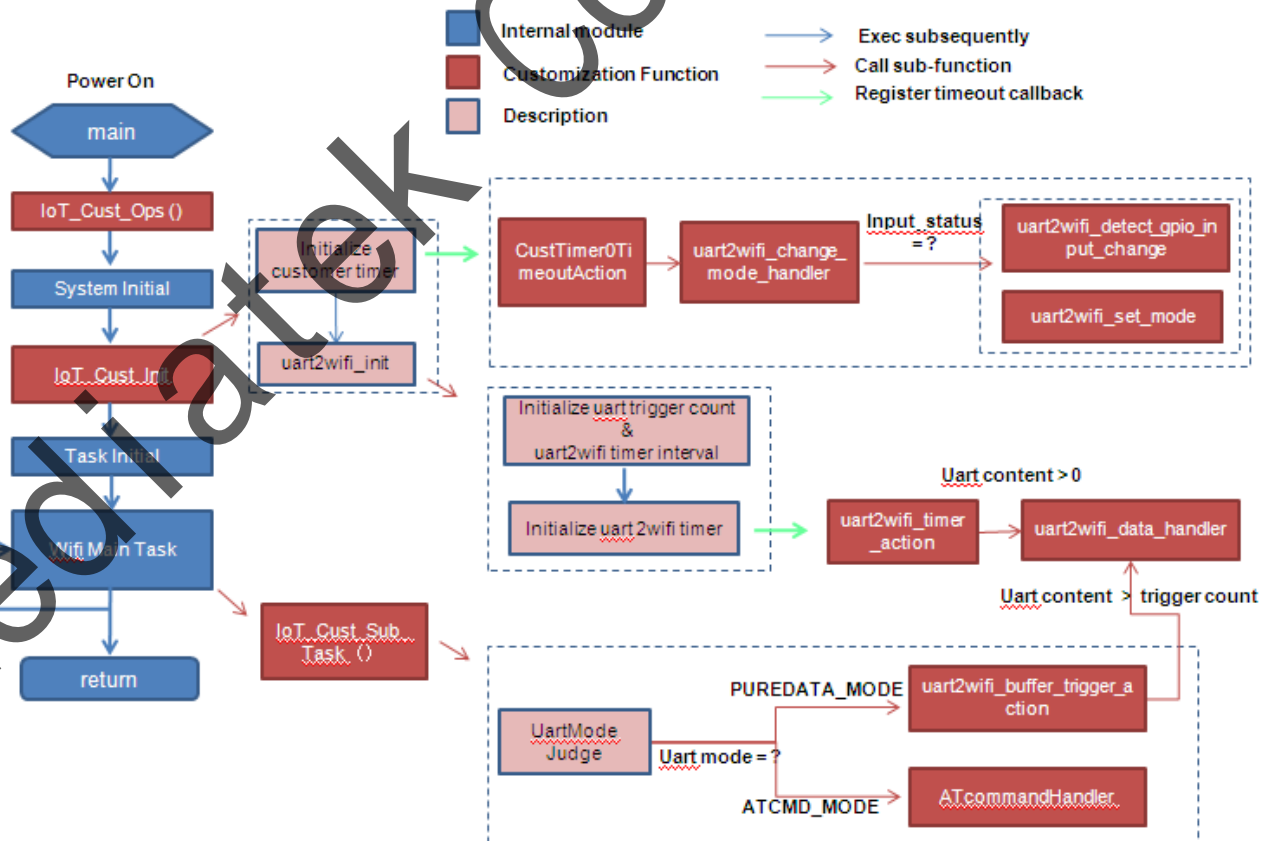 Internal module
Customization Function
Description
Exec subsequently
Call sub-function
Register timeout callback
Power On
main
IoT_Cust_Ops ()
System Initial
IoT_Cust_Init
Task Initial
Wifi Main Task
return
Initialize
customer timer
uart2wifi_init
CustTimer0Ti
meoutAction
uart2wifi_change_
mode_handler
Input_status
= ?
uart2wifi_detect_gpio_in
put_change
uart2wifi_set_mode
Initialize uart trigger count
&
uart2wifi timer interval
Initialize uart 2wifi timer
uart2wifi_timer
_action
Uart content > 0
uart2wifi_data_handler
Uart content > trigger count
IoT_Cust_Sub_
Task ()
UartMode
Judge
Uart mode = ?
PUREDATA_MODE
uart2wifi_buffer_trigger_a
ction
ATCMD_MODE
ATcommandHandler
ediatek Co